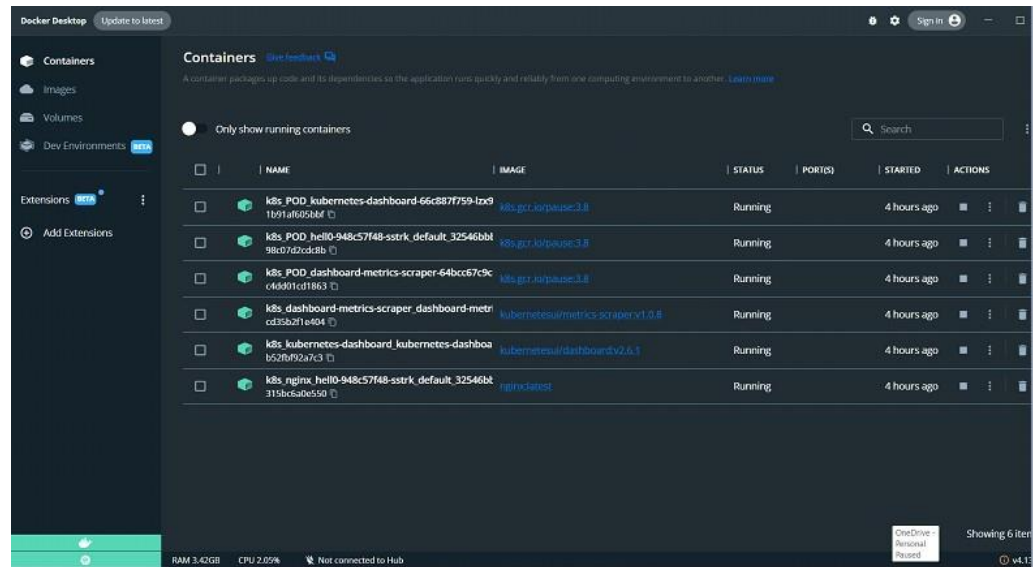 Docker Desktop Update to latest Sign in
Containers
Images
Volumes
Dev Environments BETA
Extensions BETA
Add Extensions
Containers Give feedback
A container packages up code and its dependencies so the application runs quickly and reliably from one computing environment to another. Learn more
Only show running containers
Search
NAME IMAGE STATUS PORT(S) STARTED ACTIONS
k8s_POD_kubernetes-dashboard-66c887f759-lzx9 k8s.gcr.io/pause:3.8 Running 4 hours ago
1b91af605bbf
k8s_POD_hell0-948c57f48-sstrk_default_32546bbl k8s.gcr.io/pause:3.8 Running 4 hours ago
98c07d2cdc8b
k8s_POD_dashboard-metrics-scraper-64bcc67c9c k8s.gcr.io/pause:3.8 Running 4 hours ago
c4dd01cd1863
k8s_dashboard-metrics-scraper_dashboard-metri kubernetesui/metrics-scraper:v1.0.8 Running 4 hours ago
cd35b2f1e404
k8s_kubernetes-dashboard_kubernetes-dashboa kubernetesui/dashboard:v2.6.1 Running 4 hours ago
b52fbf92a7c3
k8s_nginx_hell0-948c57f48-sstrk_default_32546bb nginx:latest Running 4 hours ago
315bc6a0e550
OneDrive -
Personal
Paused
Showing 6 item
RAM 3.42GB CPU 2.05% Not connected to Hub v4.13